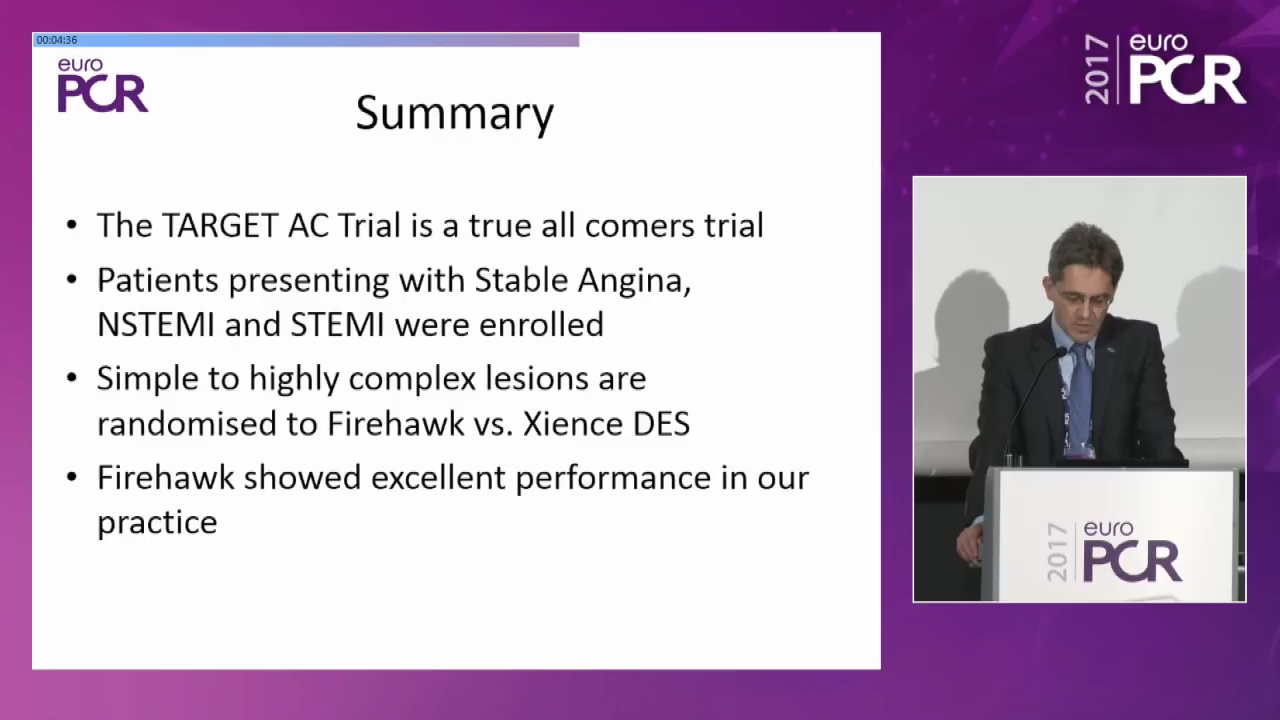 00:04:36
euro
PCR
Summary
• The TARGET AC Trial is a true all comers trial
• Patients presenting with Stable Angina,
NSTEMI and STEMI were enrolled
• Simple to highly complex lesions are
randomised to Firehawk vs. Xience DES
• Firehawk showed excellent performance in our
practice
2017
euro
PCR
2017
euro
PCR